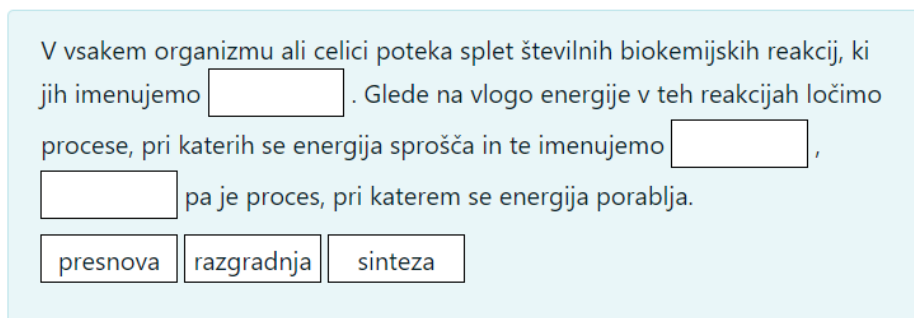 V vsakem organizmu ali celici poteka splet številnih biokemijskih reakcij, ki
jih imenujemo . Glede na vlogo energije v teh reakcijah ločimo
procese, pri katerih se energija sprošča in te imenujemo ,
pa je proces, pri katerem se energija porablja.
presnova razgradnja sinteza